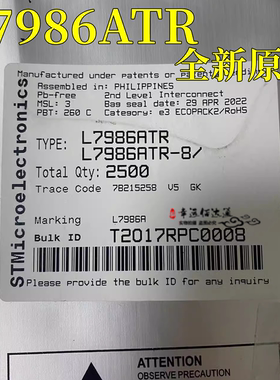 7986ATR
全新原
Manufactured under patents or patents
Assembled in: PHILIPPINES
Pb-free 2nd Level Interconnect
MSL: 3 Bag seal date: 29 APR 2022
PBT: 260 C Category: e3 ECOPACK2/RoHS
TYPE: L7986ATR
L7986ATR-8/
Total Qty: 2500
Trace Code 7B215258 V5 GK
Marking L7986A
Bulk ID T2017RPC0008
Please provide the bulk ID for any inquiry
STMicroelectronics
ATTENTION
OBSERVE PRECAUTION